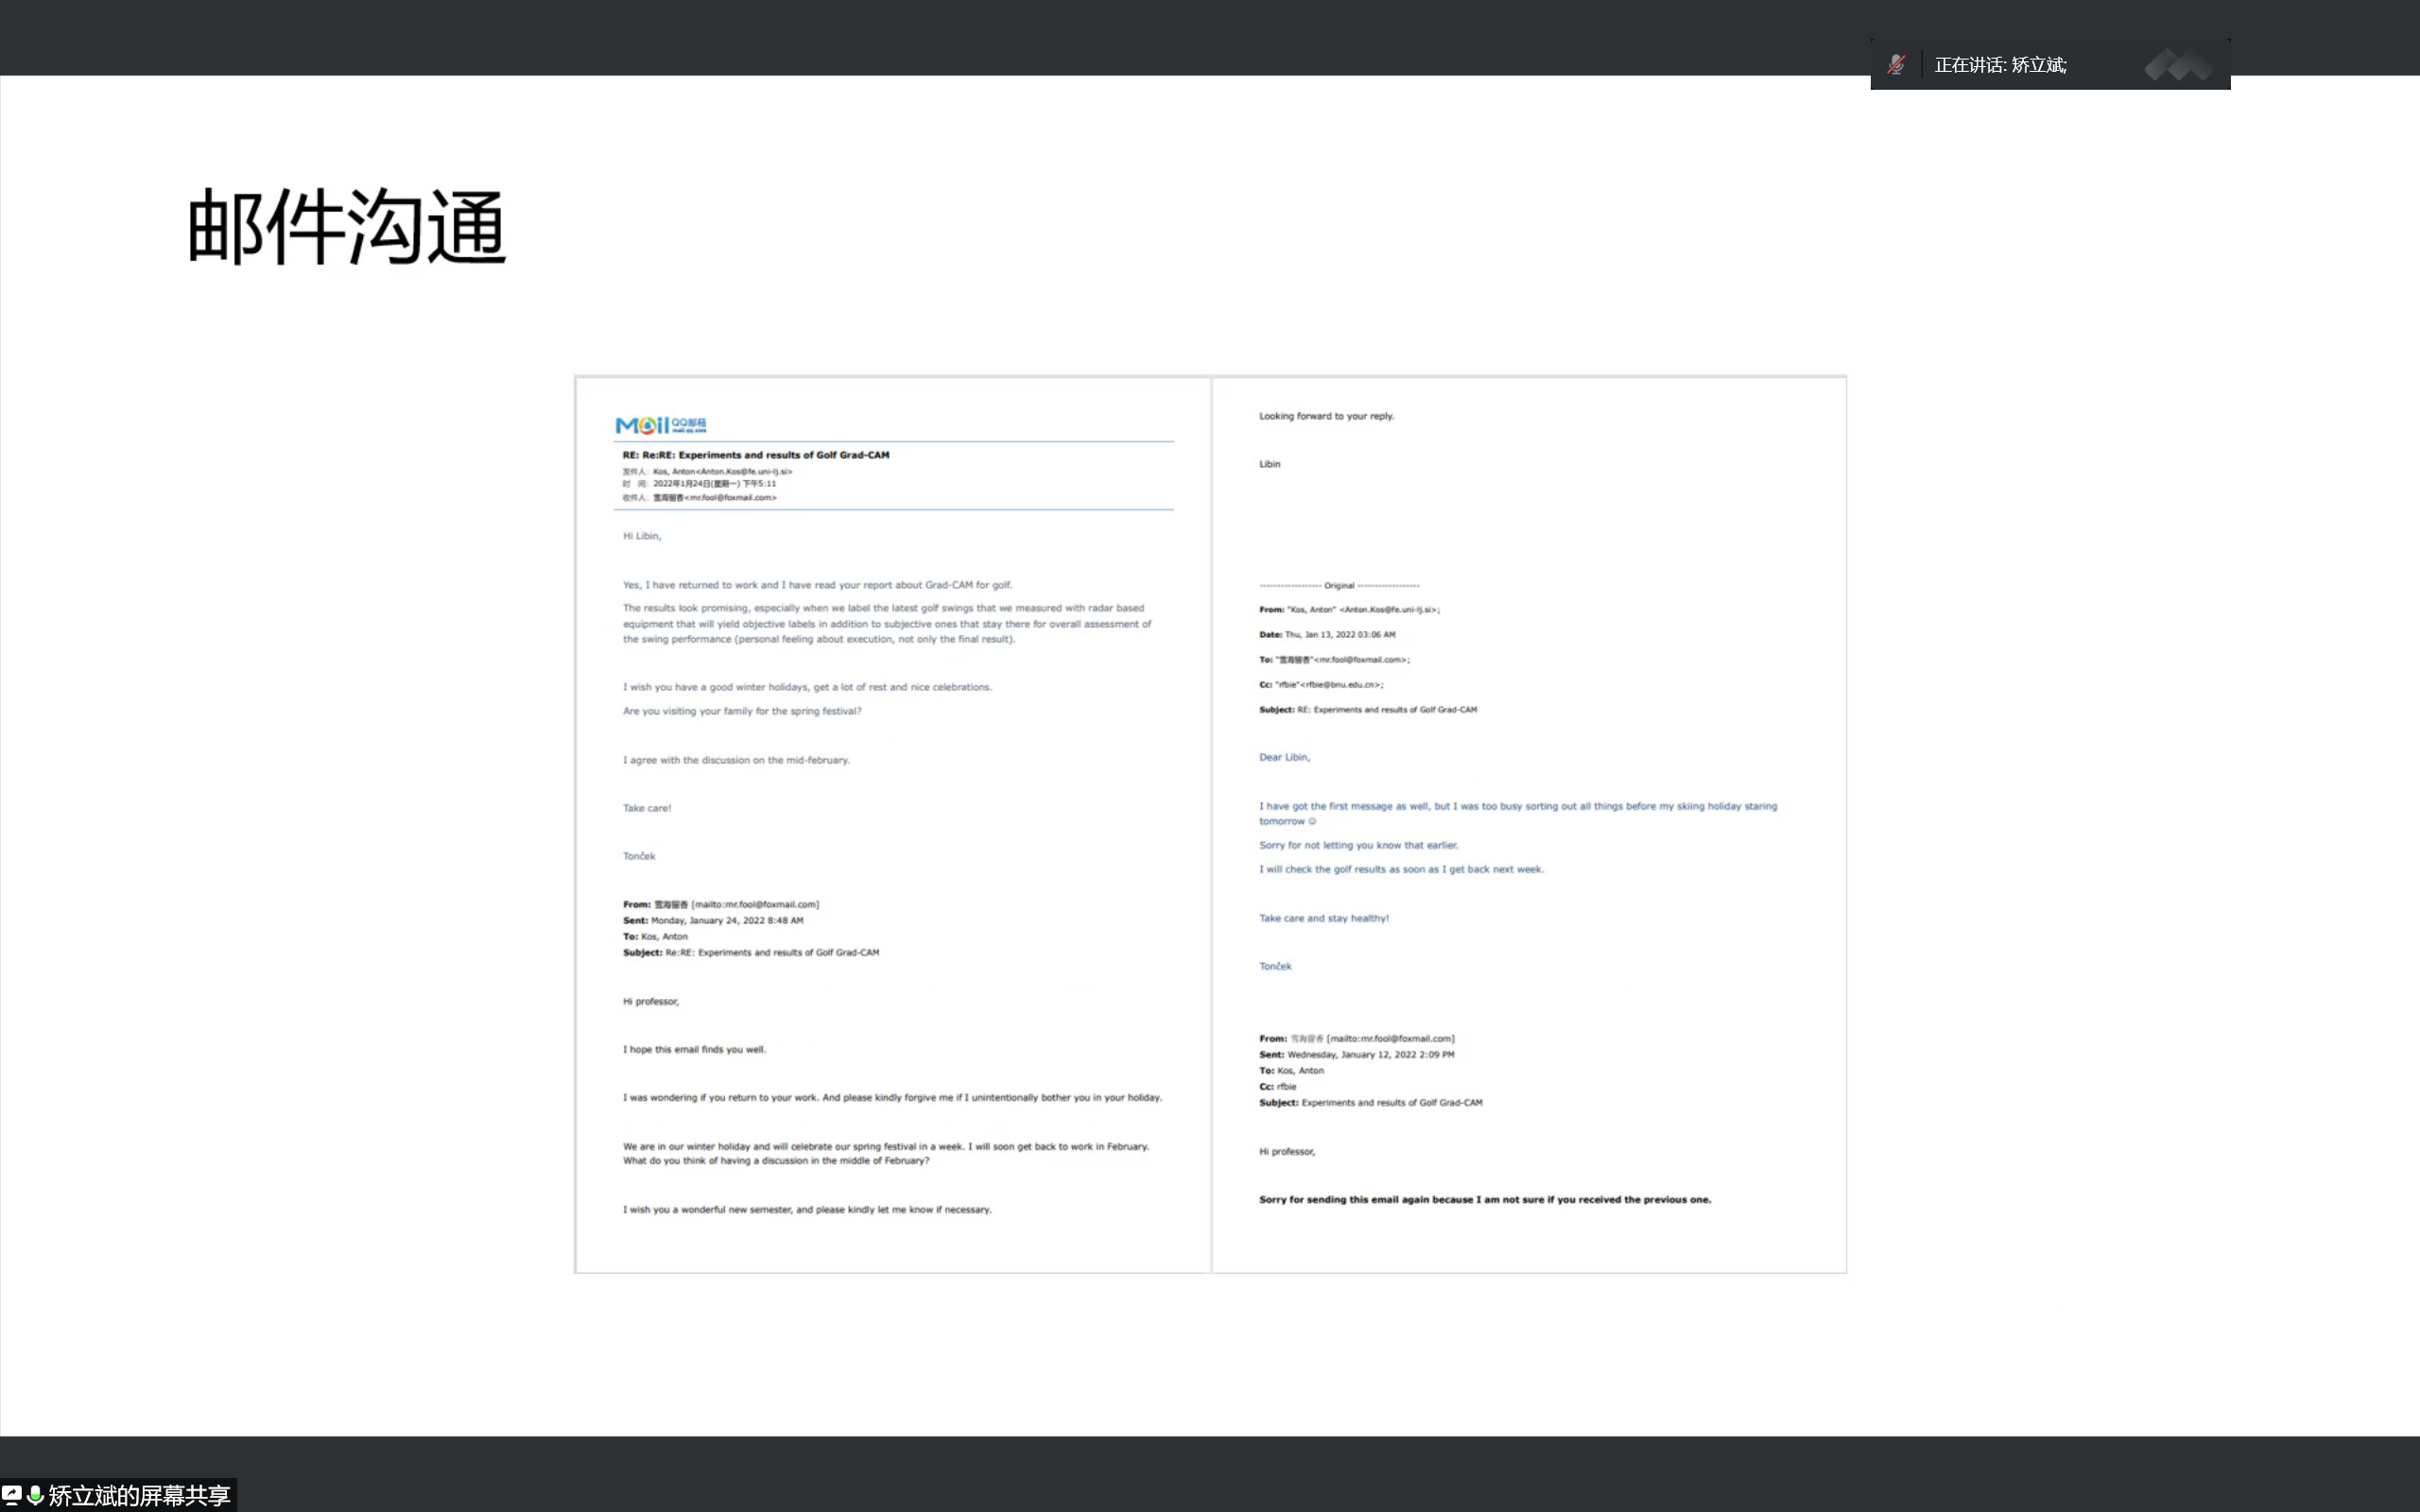 正在讲话: 矫立斌;
邮件沟通
Mail QQ邮箱
mail.qq.com
RE: Re:RE: Experiments and results of Golf Grad-CAM
发件人: Kos, Anton<Anton.Kos@fe.uni-lj.si>
时 间: 2022年1月24日(星期一) 下午5:11
收件人: 雪海留香<mr.fool@foxmail.com>
Hi Libin,
Yes, I have returned to work and I have read your report about Grad-CAM for golf.
The results look promising, especially when we label the latest golf swings that we measured with radar based
equipment that will yield objective labels in addition to subjective ones that stay there for overall assessment of
the swing performance (personal feeling about execution, not only the final result).
I wish you have a good winter holidays, get a lot of rest and nice celebrations.
Are you visiting your family for the spring festival?
I agree with the discussion on the mid-february.
Take care!
Tonček
From: 雪海留香 [mailto:mr.fool@foxmail.com]
Sent: Monday, January 24, 2022 8:48 AM
To: Kos, Anton
Subject: Re:RE: Experiments and results of Golf Grad-CAM
Hi professor,
I hope this email finds you well.
I was wondering if you return to your work. And please kindly forgive me if I unintentionally bother you in your holiday.
We are in our winter holiday and will celebrate our spring festival in a week. I will soon get back to work in February.
What do you think of having a discussion in the middle of February?
I wish you a wonderful new semester, and please kindly let me know if necessary.
Looking forward to your reply.
Libin
------------------ Original ------------------
From: "Kos, Anton" <Anton.Kos@fe.uni-lj.si>;
Date: Thu, Jan 13, 2022 03:06 AM
To: "雪海留香"<mr.fool@foxmail.com>;
Cc: "rfbie"<rfbie@bnu.edu.cn>;
Subject: RE: Experiments and results of Golf Grad-CAM
Dear Libin,
I have got the first message as well, but I was too busy sorting out all things before my skiing holiday staring
tomorrow ☺
Sorry for not letting you know that earlier.
I will check the golf results as soon as I get back next week.
Take care and stay healthy!
Tonček
From: 雪海留香 [mailto:mr.fool@foxmail.com]
Sent: Wednesday, January 12, 2022 2:09 PM
To: Kos, Anton
Cc: rfbie
Subject: Experiments and results of Golf Grad-CAM
Hi professor,
Sorry for sending this email again because I am not sure if you received the previous one.
矫立斌的屏幕共享